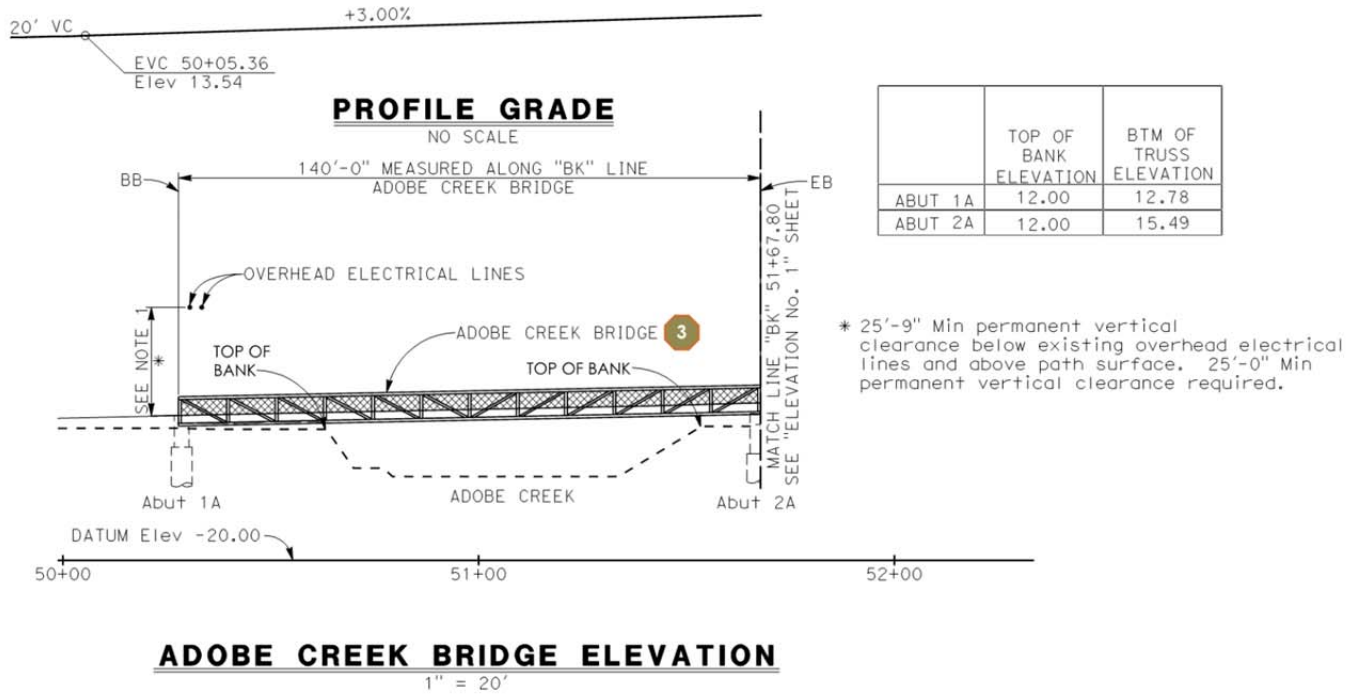 +3.00%
20' VC
EVC 50+05.36
Elev 13.54
PROFILE GRADE
NO SCALE
140'-0" MEASURED ALONG "BK" LINE
ADOBE CREEK BRIDGE
BB
EB
OVERHEAD ELECTRICAL LINES
SEE NOTE 1
*
ADOBE CREEK BRIDGE 3
TOP OF
BANK
TOP OF BANK
MATCH LINE "BK" 51+67.80
SEE "ELEVATION No. 1" SHEET
Abut 1A
ADOBE CREEK
Abut 2A
DATUM Elev -20.00
50+00 51+00 52+00
ADOBE CREEK BRIDGE ELEVATION
1" = 20'
TOP OF
BANK
ELEVATION
BTM OF
TRUSS
ELEVATION
ABUT 1A 12.00 12.78
ABUT 2A 12.00 15.49
* 25'-9" Min permanent vertical
clearance below existing overhead electrical
lines and above path surface. 25'-0" Min
permanent vertical clearance required.